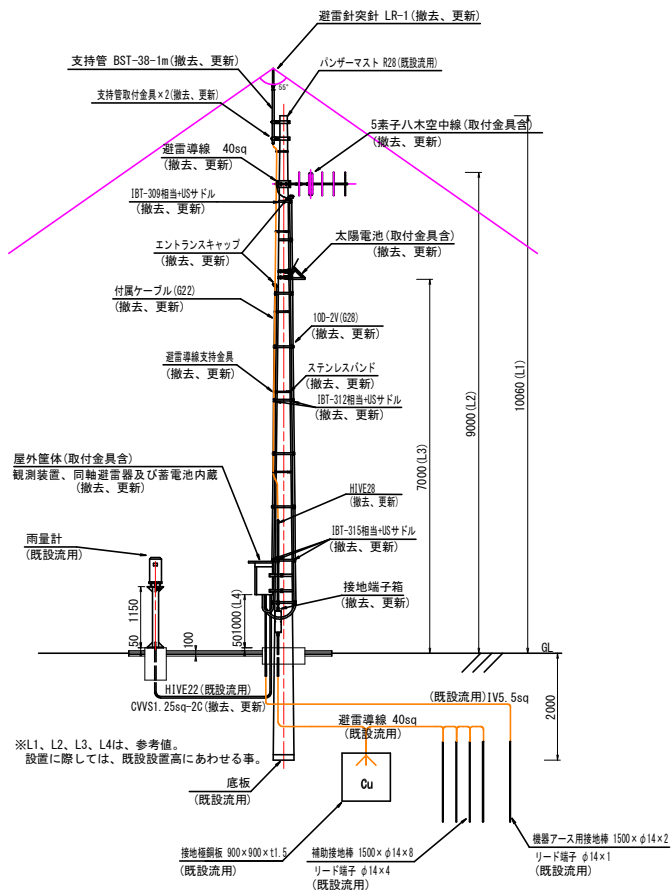 避雷針突針 LR-1(撤去、更新)
支持管 BST-38-1m(撤去、更新)
パンザーマスト R28(既設流用)
55°
支持管取付金具×2(撤去、更新)
5素子八木空中線(取付金具含)
(撤去、更新)
避雷導線 40sq
(撤去、更新)
IBT-309相当+USサドル
(撤去、更新)
太陽電池(取付金具含)
(撤去、更新)
エントランスキャップ
(撤去、更新)
付属ケーブル(G22)
(撤去、更新)
10D-2V(G28)
(撤去、更新)
避雷導線支持金具
(撤去、更新)
ステンレスバンド
(撤去、更新)
IBT-312相当+USサドル
(撤去、更新)
10060(L1)
9000(L2)
7000(L3)
屋外筐体(取付金具含)
観測装置、同軸避雷器及び蓄電池内蔵
(撤去、更新)
HIVE28
(撤去、更新)
雨量計
(既設流用)
IBT-315相当+USサドル
(撤去、更新)
接地端子箱
(撤去、更新)
1150
50
100
50
1000(L4)
GL
HIVE22(既設流用)
CVVS1.25sq-2C(撤去、更新)
(既設流用)IV5.5sq
避雷導線 40sq
(既設流用)
2000
※L1、L2、L3、L4は、参考値。
設置に際しては、既設設置高にあわせる事。
底板
(既設流用)
Cu
接地極銅板 900×900×t1.5
(既設流用)
補助接地棒 1500×φ14×8
リード端子 φ14×4
(既設流用)
機器アース用接地棒 1500×φ14×2
リード端子 φ14×1
(既設流用)